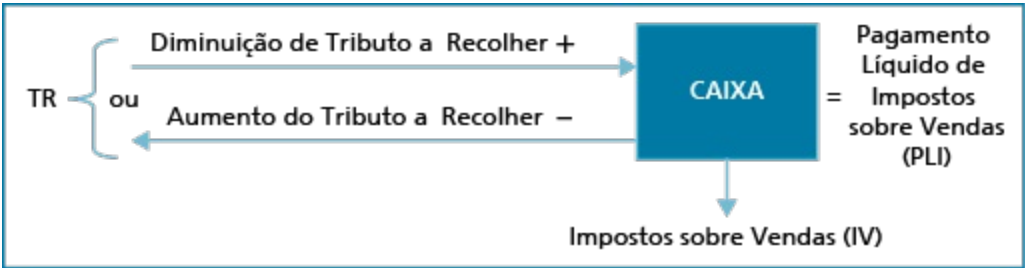 Diminuição de Tributo a Recolher +
TR
ou
Aumento do Tributo a Recolher –
CAIXA
=
Pagamento
Líquido de
Impostos
sobre Vendas
(PLI)
Impostos sobre Vendas (IV)